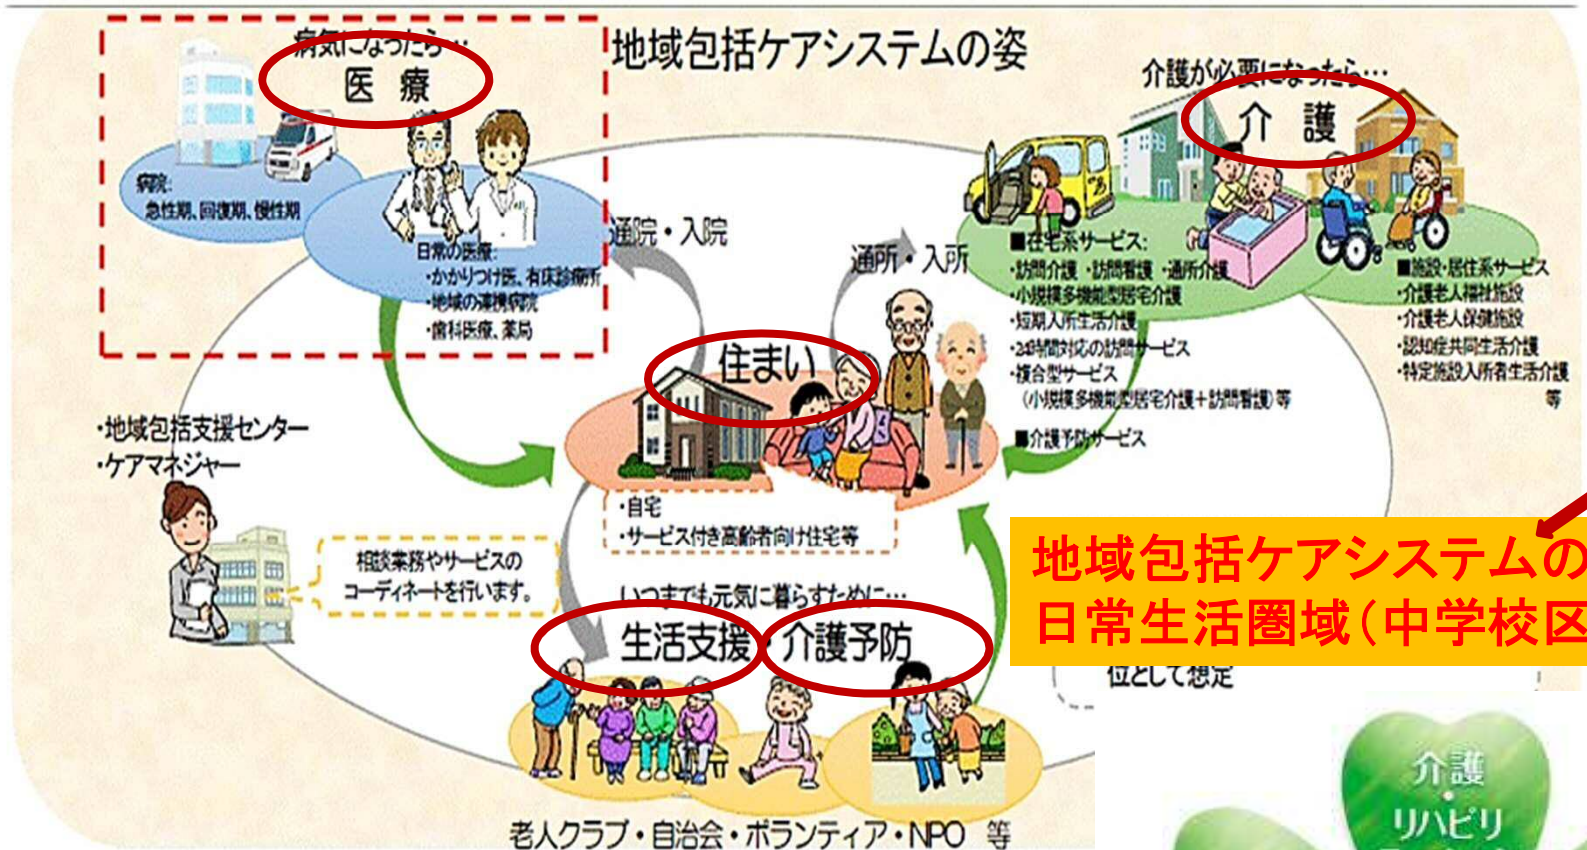 地域包括ケアシステムの姿
病気になったら…
医 療
病院:
急性期、回復期、慢性期
日常の医療:
・かかりつけ医、有床診療所
・地域の連携病院
・歯科医療、薬局
通院・入院
通所・入所
介護が必要になったら…
介 護
■在宅系サービス:
・訪問介護 ・訪問看護 ・通所介護
・小規模多機能型居宅介護
・短期入所生活介護
・24時間対応の訪問サービス
・複合型サービス
(小規模多機能型居宅介護+訪問看護)等
■介護予防サービス
■施設・居住系サービス
・介護老人福祉施設
・介護老人保健施設
・認知症共同生活介護
・特定施設入所者生活介護
等
住まい
・自宅
・サービス付き高齢者向け住宅等
・地域包括支援センター
・ケアマネジャー
相談業務やサービスの
コーディネートを行います。
いつまでも元気に暮らすために…
生活支援・介護予防
老人クラブ・自治会・ボランティア・NPO 等
地域包括ケアシステムの
日常生活圏域(中学校区
位として想定
介護
・
リハビリ